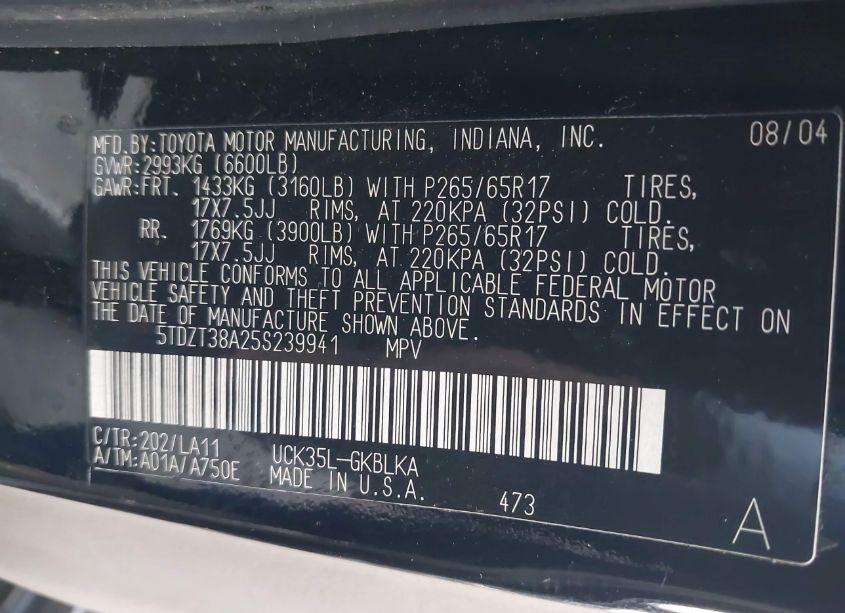 MFD.BY:TOYOTA MOTOR MANUFACTURING, INDIANA, INC. 08/04
GVWR:2993KG (6600LB)
GAWR:FRT. 1433KG (3160LB) WITH P265/65R17 TIRES,
17X7.5JJ RIMS, AT 220KPA (32PSI) COLD.
RR. 1769KG (3900LB) WITH P265/65R17 TIRES,
17X7.5JJ RIMS, AT 220KPA (32PSI) COLD.
THIS VEHICLE CONFORMS TO ALL APPLICABLE FEDERAL MOTOR
VEHICLE SAFETY AND THEFT PREVENTION STANDARDS IN EFFECT ON
THE DATE OF MANUFACTURE SHOWN ABOVE.
5TDZT38A25S239941 MPV
C/TR:202/LA11 UCK35L-GKBLKA
A/TM:A01A/A750E MADE IN U.S.A.
473
A